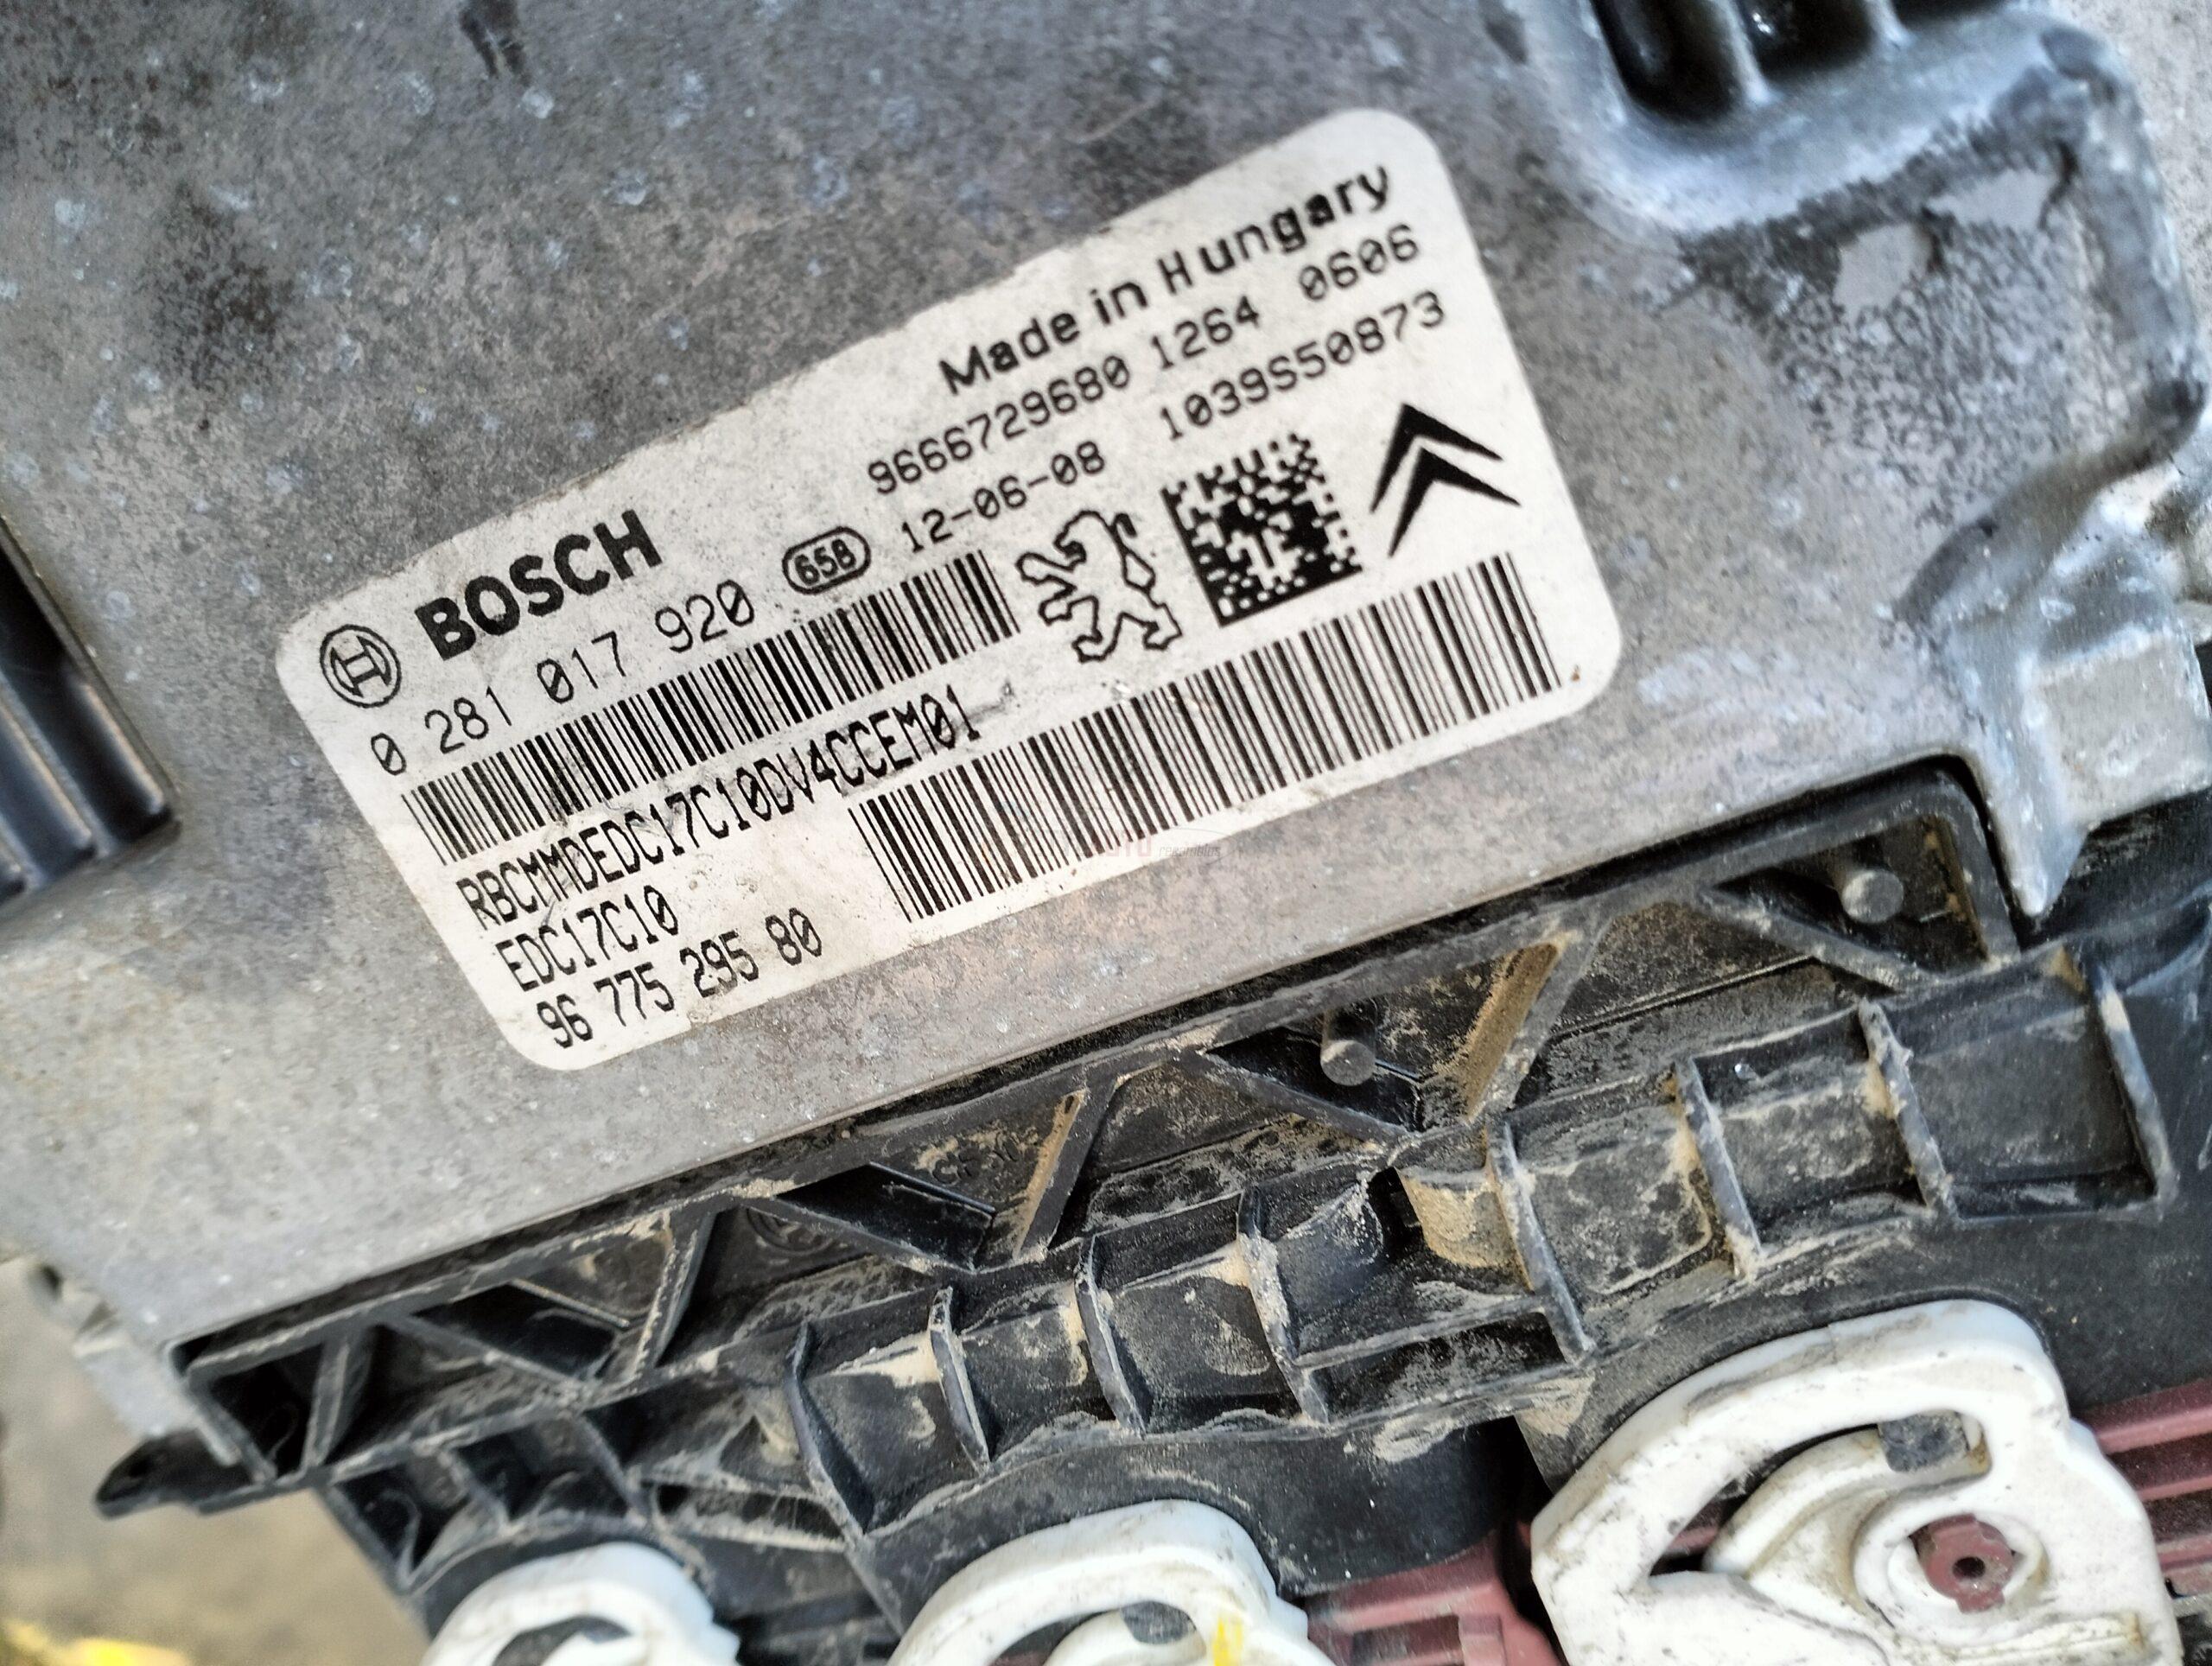 Made in Hungary
9666729680 1264 0606
BOSCH
12-06-08 1039S50873
0 281 017 920 658
RBCMMDEDC17C10DV4CCEM01
EDC17C10
96 775 295 80
AUTO